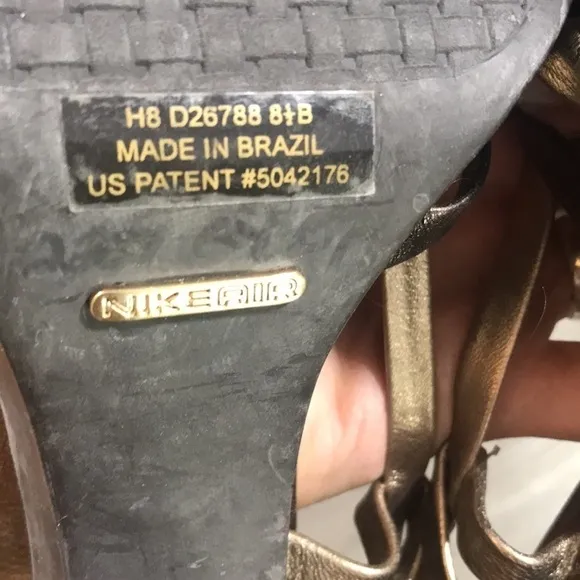 H8 D26788 8½B
MADE IN BRAZIL
US PATENT #5042176
NIKEAIR